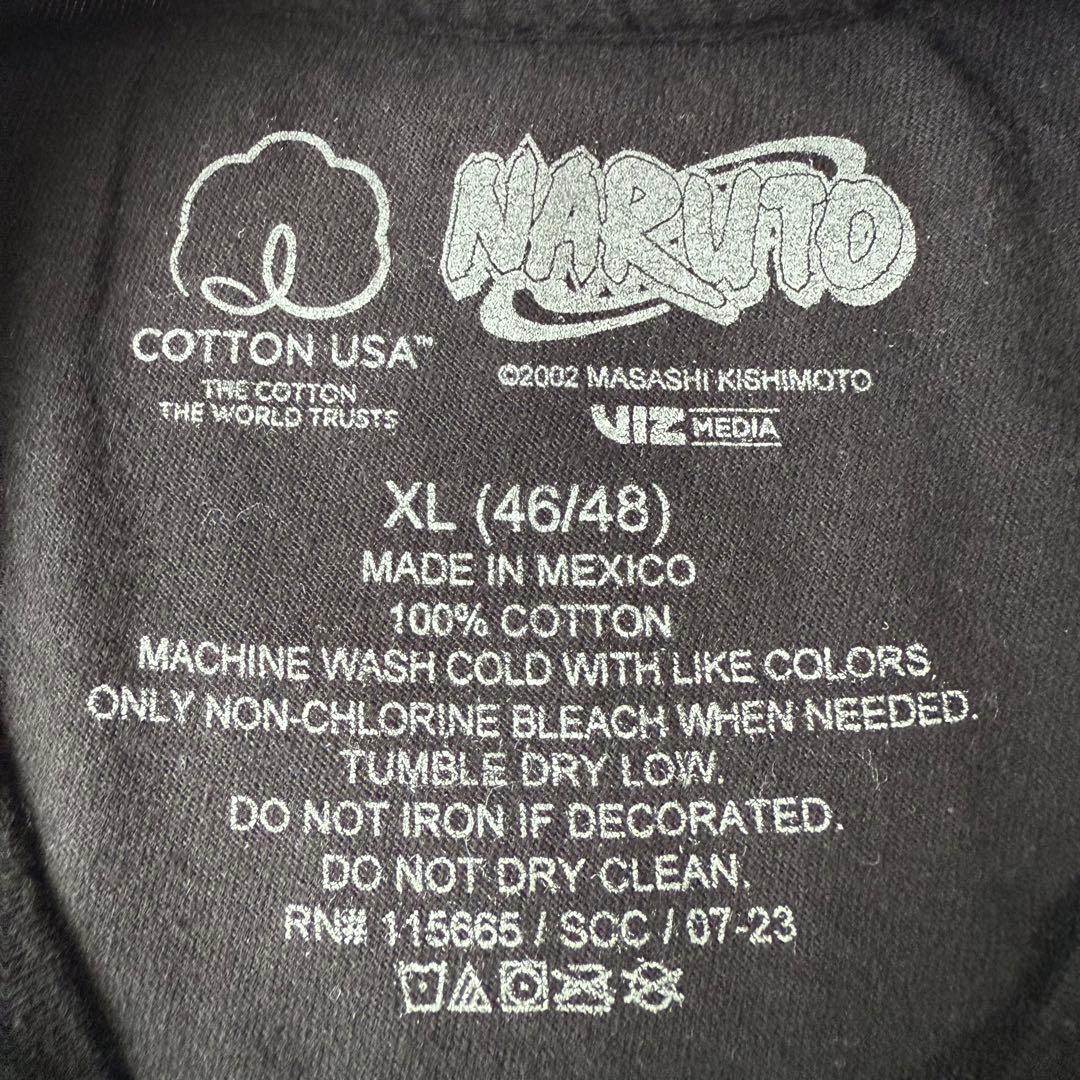 NARUTO
COTTON USA™
THE COTTON
THE WORLD TRUSTS
©2002 MASASHI KISHIMOTO
VIZ MEDIA
XL (46/48)
MADE IN MEXICO
100% COTTON
MACHINE WASH COLD WITH LIKE COLORS.
ONLY NON-CHLORINE BLEACH WHEN NEEDED.
TUMBLE DRY LOW.
DO NOT IRON IF DECORATED.
DO NOT DRY CLEAN.
RN# 115665 / SCC / 07-23